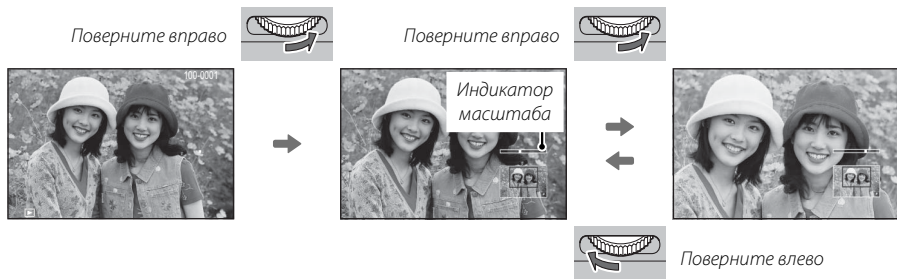 Поверните вправо
Поверните вправо
100-0001
Индикатор
масштаба
Поверните влево